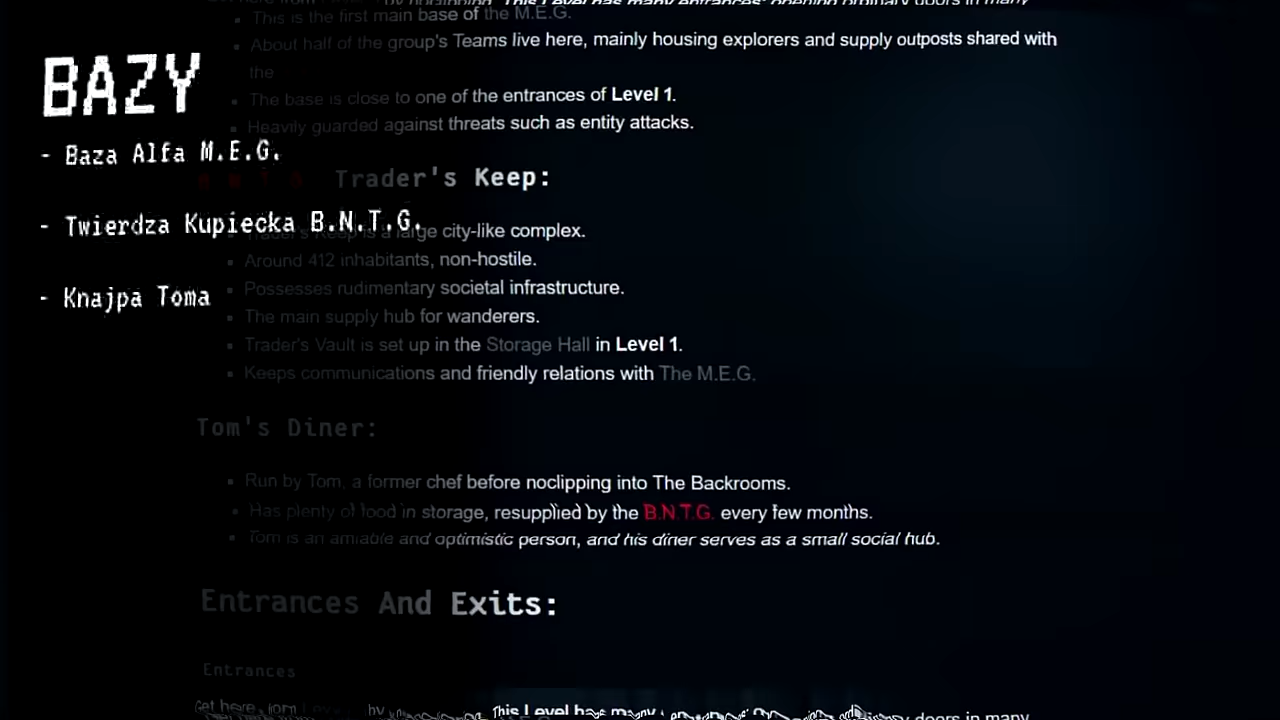 This is the first main base of the M.E.G.
BAZY
About half of the group's Teams live here, mainly housing explorers and supply outposts shared with
the
The base is close to one of the entrances of Level 1.
Heavily guarded against threats such as entity attacks.
- Baza Alfa M.E.G.
Trader's Keep:
- Twierdza Kupiecka B.N.T.G.
Trader's Keep is a large city-like complex.
Around 412 inhabitants, non-hostile.
Possesses rudimentary societal infrastructure.
- Knajpa Toma
The main supply hub for wanderers.
Trader's Vault is set up in the Storage Hall in Level 1.
Keeps communications and friendly relations with The M.E.G.
Tom's Diner:
Run by Tom, a former chef before noclipping into The Backrooms.
Has plenty of food in storage, resupplied by the B.N.T.G. every few months.
Tom is an amiable and optimistic person, and his diner serves as a small social hub.
Entrances And Exits:
Entrances
This Level has many doors in many